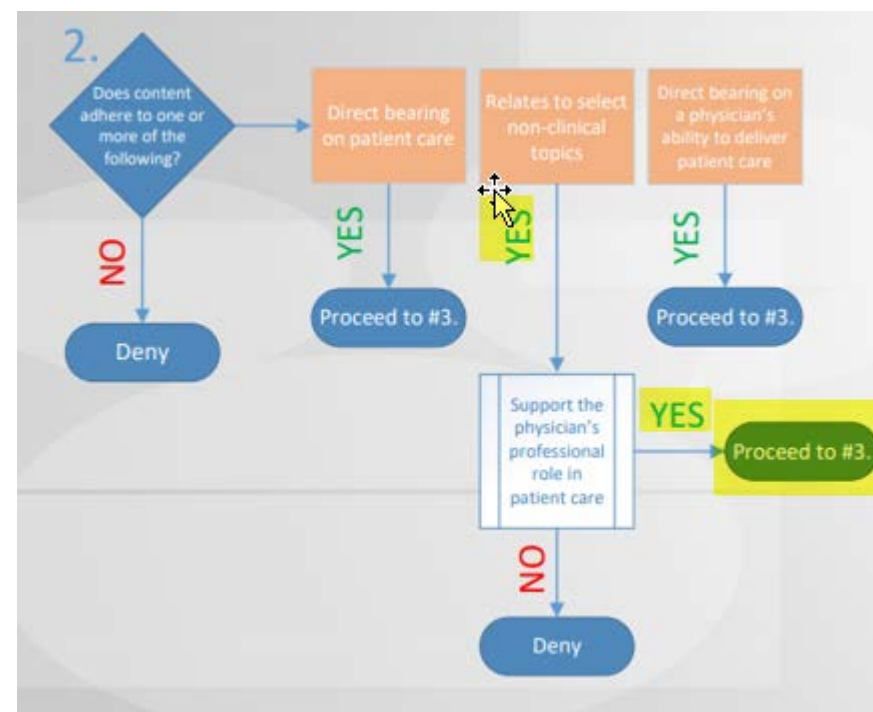 2.
Does content
adhere to one or
more of the
following?
Direct bearing
on patient care
Relates to select
non-clinical
topics
Direct bearing on
a physician's
ability to deliver
patient care
NO
YES
YES
YES
Deny
Proceed to #3.
Proceed to #3.
Support the
physician's
professional
role in
patient care
YES
Proceed to #3.
NO
Deny